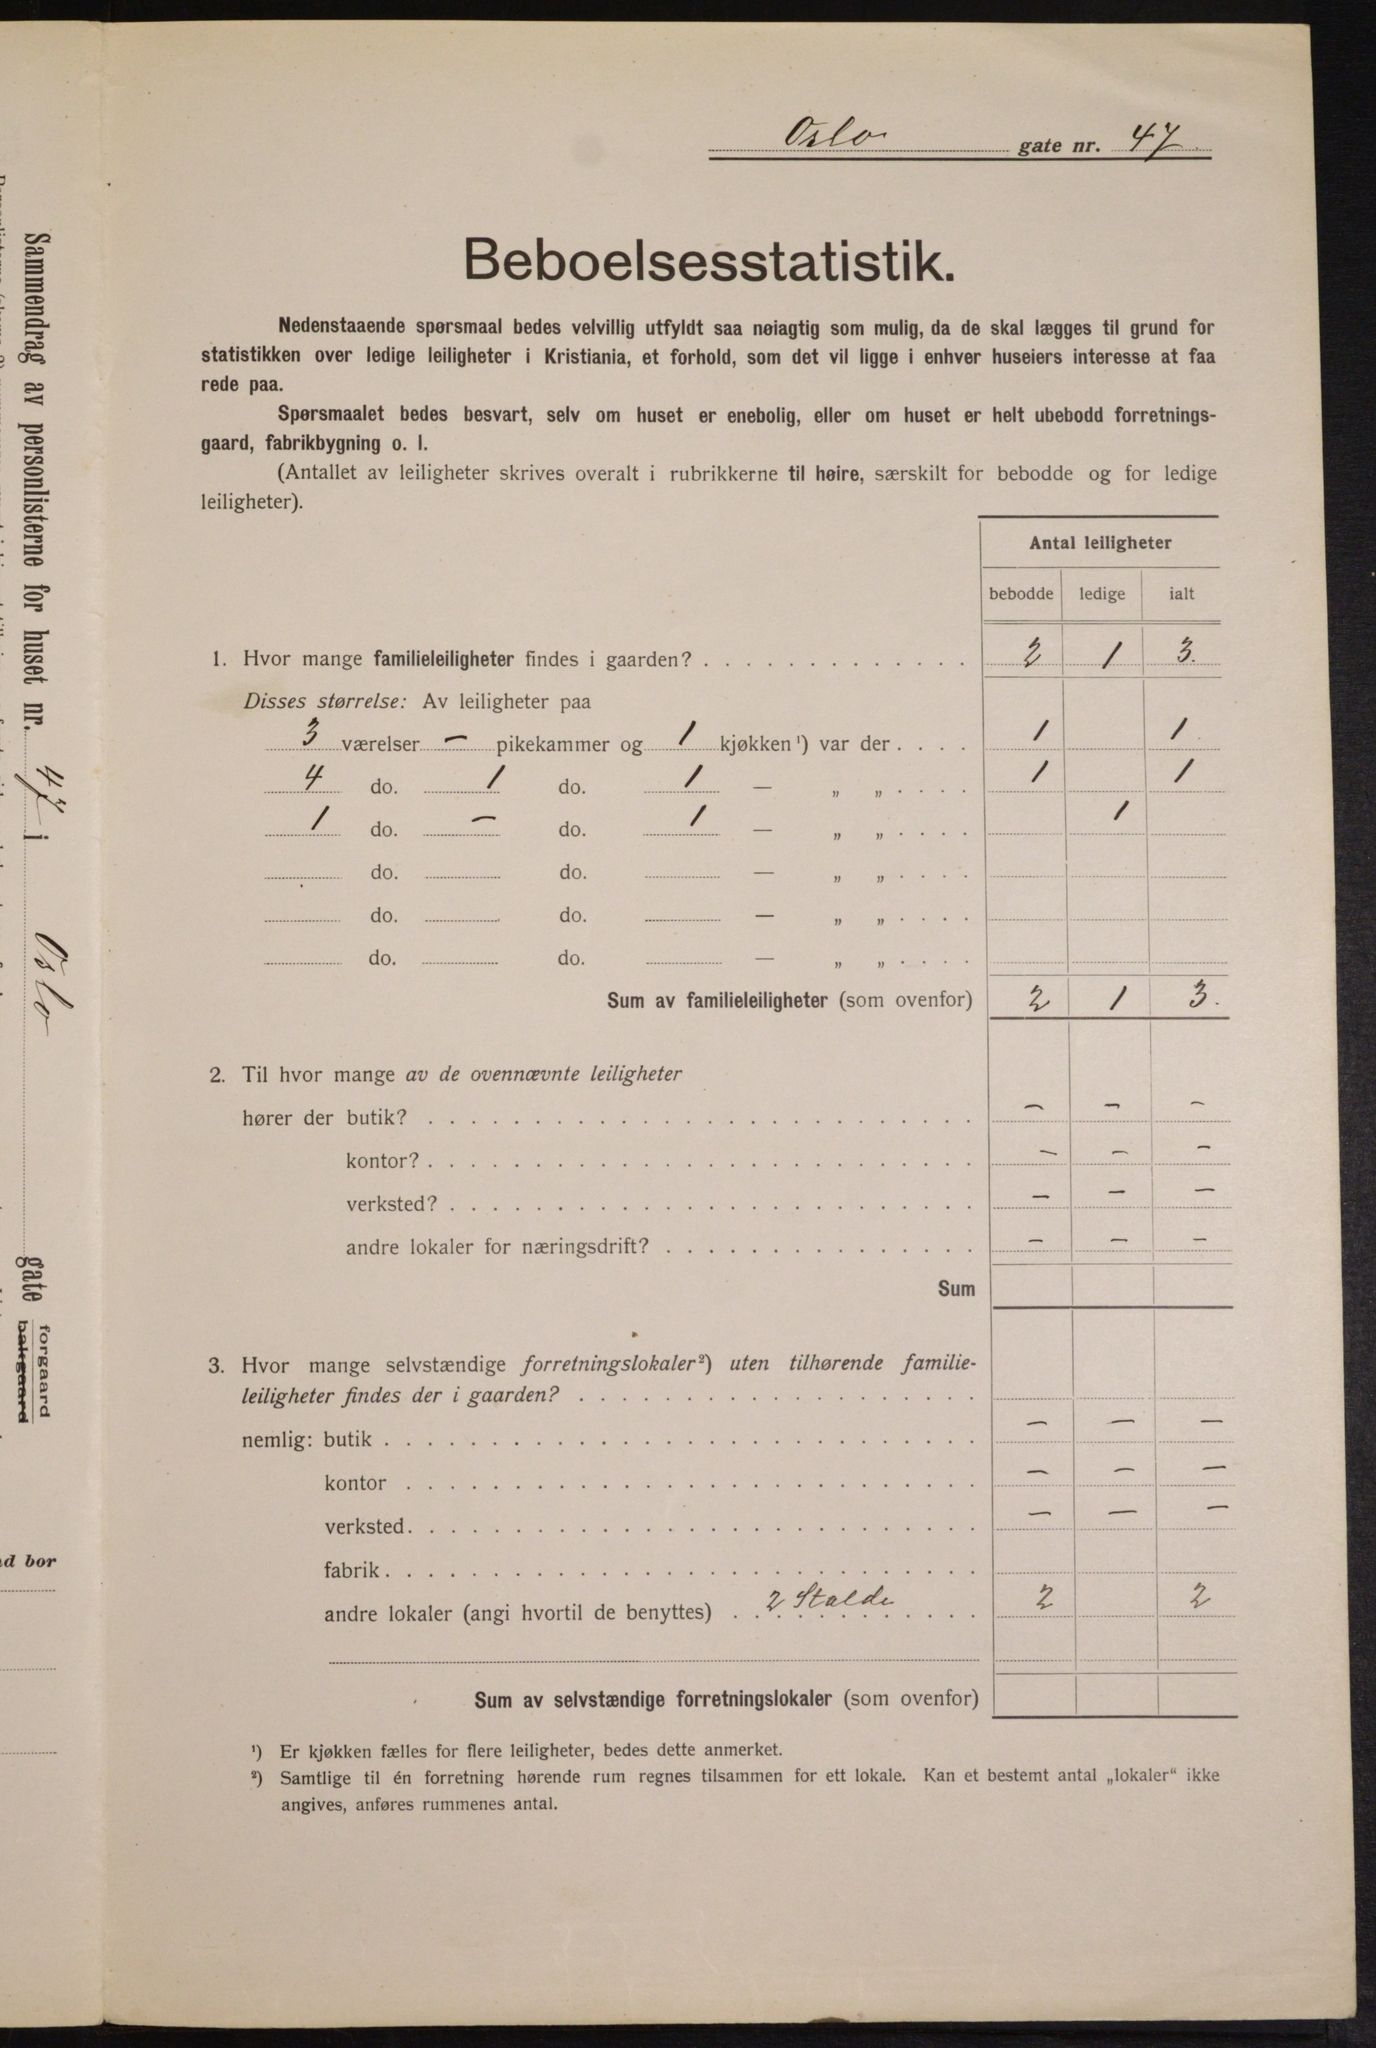 Oslo gate nr. 47
Beboelsesstatistik.
Nedenstaaende spørsmaal bedes velvillig utfyldt saa nøiagtig som mulig, da de skal lægges til grund for
statistikken over ledige leiligheter i Kristiania, et forhold, som det vil ligge i enhver huseiers interesse at faa
rede paa.
Spørsmaalet bedes besvart, selv om huset er enebolig, eller om huset er helt ubebodd forretnings-
gaard, fabrikbygning o. l.
(Antallet av leiligheter skrives overalt i rubrikkerne til høire, særskilt for bebodde og for ledige
leiligheter).
Antal leiligheter
bebodde ledige ialt
1. Hvor mange familieleiligheter findes i gaarden? . . . . . . . . . . . . . 2 1 3.
Disses størrelse: Av leiligheter paa
3 værelser – pikekammer og 1 kjøkken ¹) var der . . . . 1 1
4 do. 1 do. 1 — „ „ . . . . 1 1
1 do. – do. 1 — „ „ . . . . 1
do. do. — „ „ . . . .
do. do. — „ „ . . . .
do. do. — „ „ . . . .
Sum av familieleiligheter (som ovenfor) 2 1 3.
2. Til hvor mange av de ovennævnte leiligheter
hører der butik? . . . . . . . . . . . . . . . . . . . . . – – –
kontor? . . . . . . . . . . . . . . . . . . . . . – – –
verksted? . . . . . . . . . . . . . . . . . . . . – – –
andre lokaler for næringsdrift? . . . . . . . . . . . . – – –
Sum
3. Hvor mange selvstændige forretningslokaler ²) uten tilhørende familie-
leiligheter findes der i gaarden? . . . . . . . . . . . . . . .
nemlig: butik . . . . . . . . . . . . . . . . . . . . . . – – –
kontor . . . . . . . . . . . . . . . . . . . . . . – – –
verksted . . . . . . . . . . . . . . . . . . . . . – – –
fabrik . . . . . . . . . . . . . . . . . . . . . .
andre lokaler (angi hvortil de benyttes) . 2 Stalde 2 2
Sum av selvstændige forretningslokaler (som ovenfor)
¹) Er kjøkken fælles for flere leiligheter, bedes dette anmerket.
²) Samtlige til én forretning hørende rum regnes tilsammen for ett lokale. Kan et bestemt antal „lokaler“ ikke
angives, anføres rummenes antal.
Sammendrag av personlisterne for huset nr. 47 i Oslo gate forgaard
bakgaard
bor